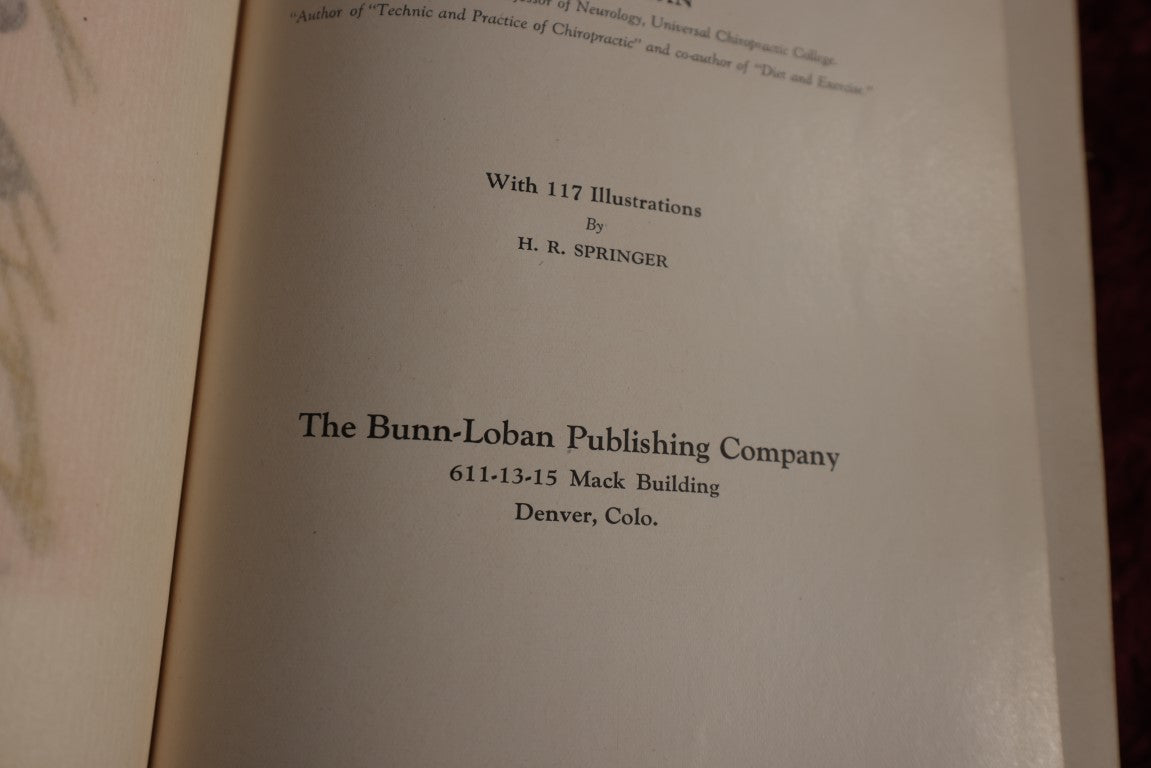 of Neurology, Universal Chiropractic College.
"Author of "Technic and Practice of Chiropractic" and co-author of "Diet and Exercise."
With 117 Illustrations
By
H. R. SPRINGER
The Bunn-Loban Publishing Company
611-13-15 Mack Building
Denver, Colo.